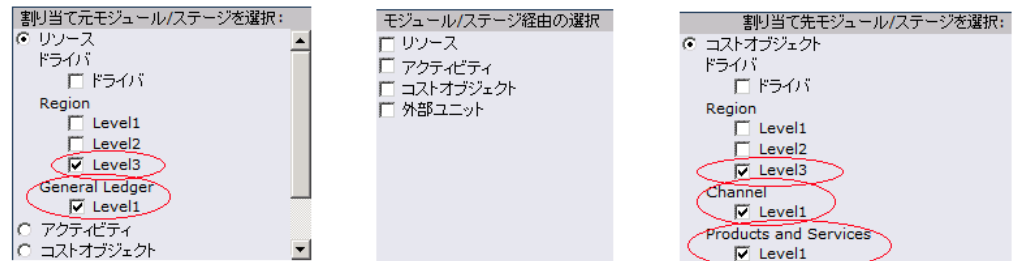 割り当て元モジュール/ステージを選択:
リソース
ドライバ
ドライバ
Region
Level1
Level2
Level3
General Ledger
Level1
アクティビティ
コストオブジェクト
モジュール/ステージ経由の選択
リソース
アクティビティ
コストオブジェクト
外部ユニット
割り当て先モジュール/ステージを選択:
コストオブジェクト
ドライバ
ドライバ
Region
Level1
Level2
Level3
Channel
Level1
Products and Services
Level1